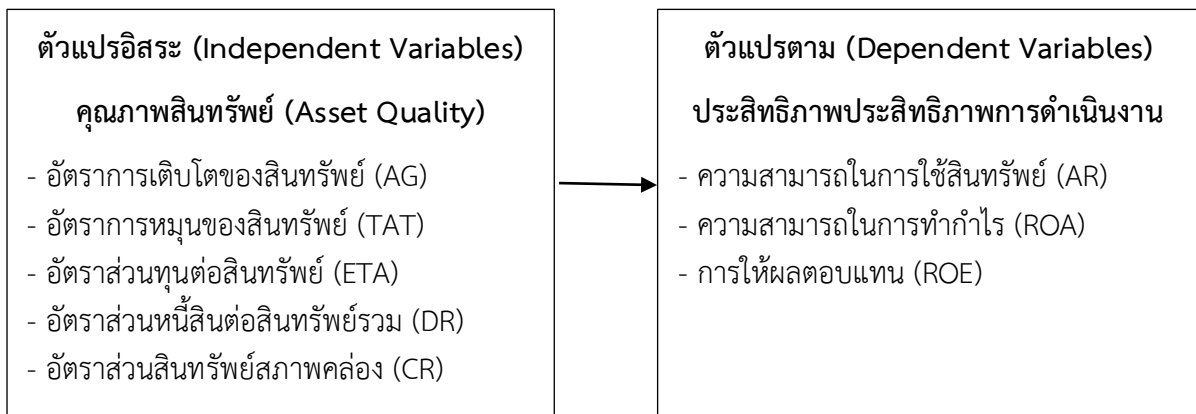 ตัวแปรอิสระ (Independent Variables)
คุณภาพสินทรัพย์ (Asset Quality)
- อัตราการเติบโตของสินทรัพย์ (AG)
- อัตราการหมุนของสินทรัพย์ (TAT)
- อัตราส่วนทุนต่อสินทรัพย์ (ETA)
- อัตราส่วนหนี้สินต่อสินทรัพย์รวม (DR)
- อัตราส่วนสินทรัพย์สภาพคล่อง (CR)
ตัวแปรตาม (Dependent Variables)
ประสิทธิภาพประสิทธิภาพการดำเนินงาน
- ความสามารถในการใช้สินทรัพย์ (AR)
- ความสามารถในการทำกำไร (ROA)
- การให้ผลตอบแทน (ROE)